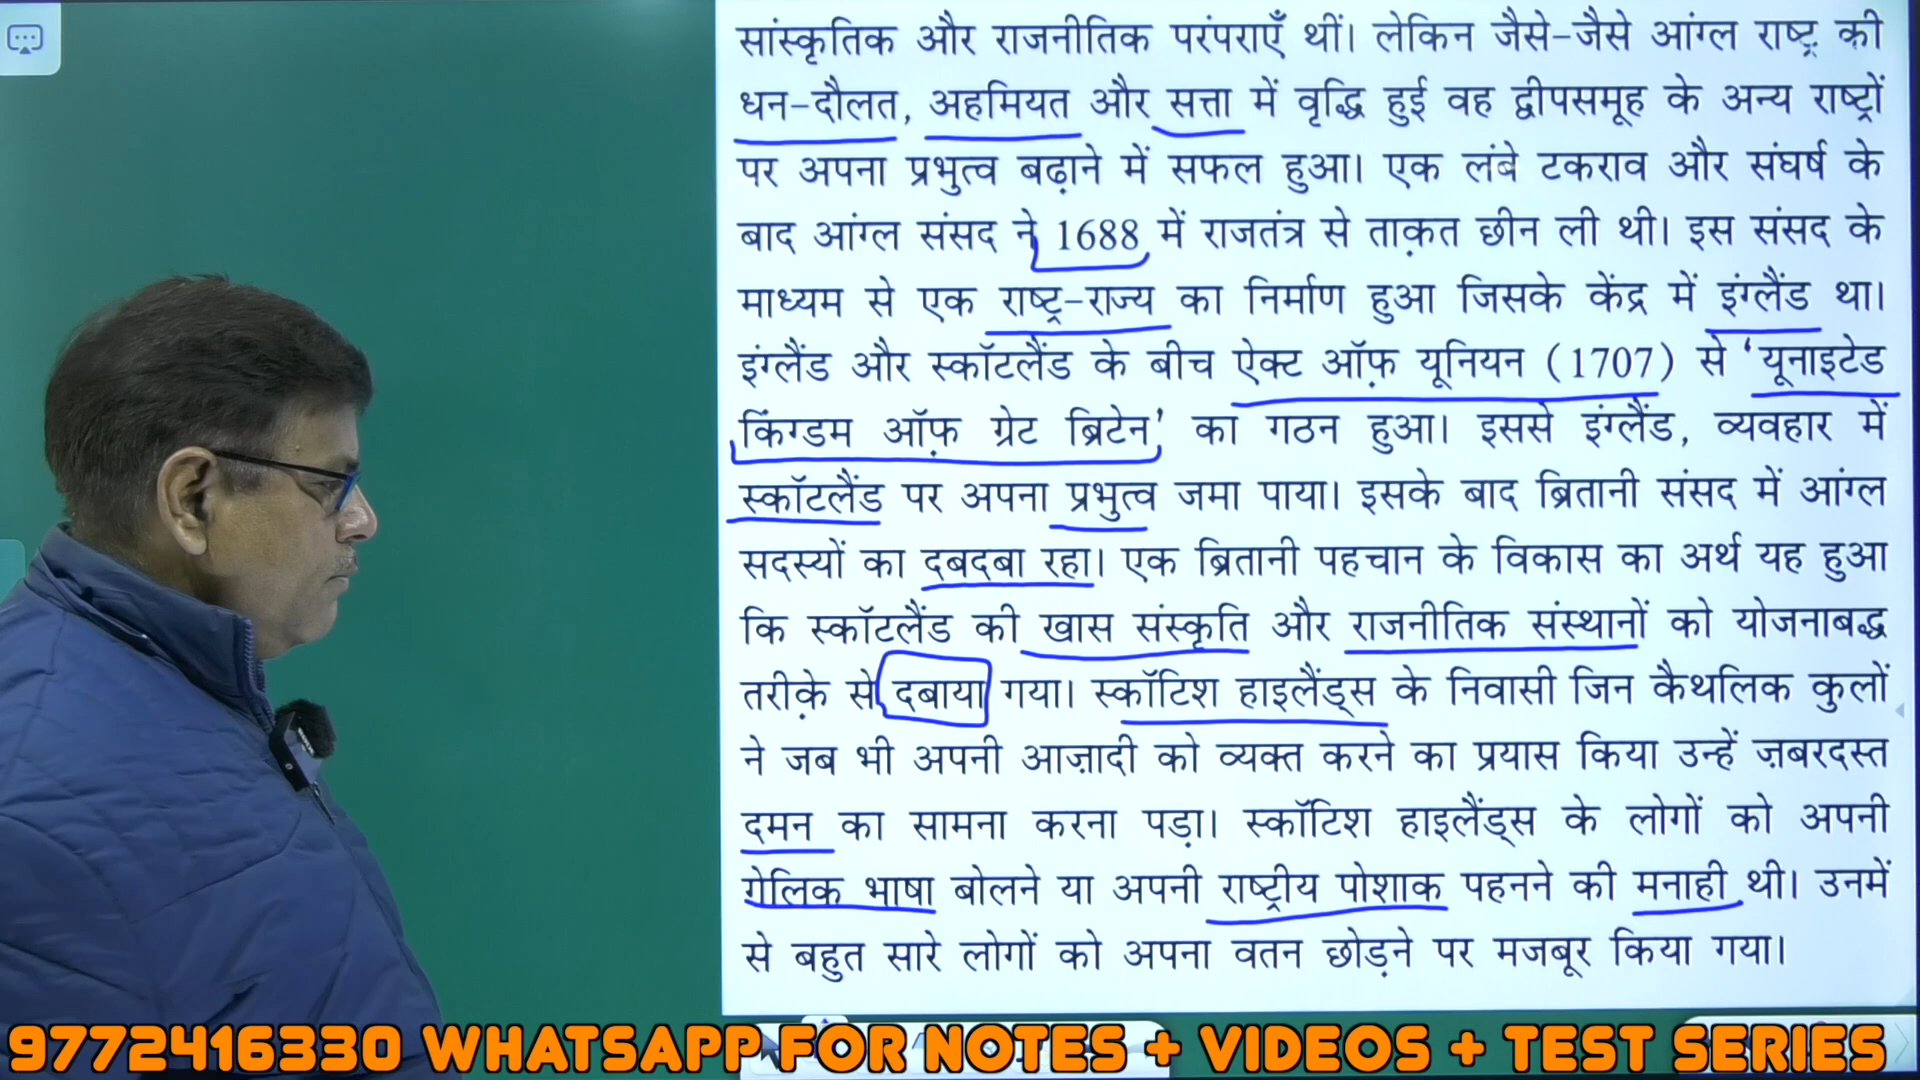 सांस्कृतिक और राजनीतिक परंपराएँ थीं। लेकिन जैसे-जैसे आंग्ल राष्ट्र की
धन-दौलत, अहमियत और सत्ता में वृद्धि हुई वह द्वीपसमूह के अन्य राष्ट्रों
पर अपना प्रभुत्व बढ़ाने में सफल हुआ। एक लंबे टकराव और संघर्ष के
बाद आंग्ल संसद ने 1688 में राजतंत्र से ताक़त छीन ली थी। इस संसद के
माध्यम से एक राष्ट्र-राज्य का निर्माण हुआ जिसके केंद्र में इंग्लैंड था।
इंग्लैंड और स्कॉटलैंड के बीच ऐक्ट ऑफ़ यूनियन (1707) से ‘यूनाइटेड
किंग्डम ऑफ़ ग्रेट ब्रिटेन’ का गठन हुआ। इससे इंग्लैंड, व्यवहार में
स्कॉटलैंड पर अपना प्रभुत्व जमा पाया। इसके बाद ब्रितानी संसद में आंग्ल
सदस्यों का दबदबा रहा। एक ब्रितानी पहचान के विकास का अर्थ यह हुआ
कि स्कॉटलैंड की खास संस्कृति और राजनीतिक संस्थानों को योजनाबद्ध
तरीक़े से दबाया गया। स्कॉटिश हाइलैंड्स के निवासी जिन कैथलिक कुलों
ने जब भी अपनी आज़ादी को व्यक्त करने का प्रयास किया उन्हें ज़बरदस्त
दमन का सामना करना पड़ा। स्कॉटिश हाइलैंड्स के लोगों को अपनी
गेलिक भाषा बोलने या अपनी राष्ट्रीय पोशाक पहनने की मनाही थी। उनमें
से बहुत सारे लोगों को अपना वतन छोड़ने पर मजबूर किया गया।
9772416330 WHATSAPP FOR NOTES + VIDEOS + TEST SERIES